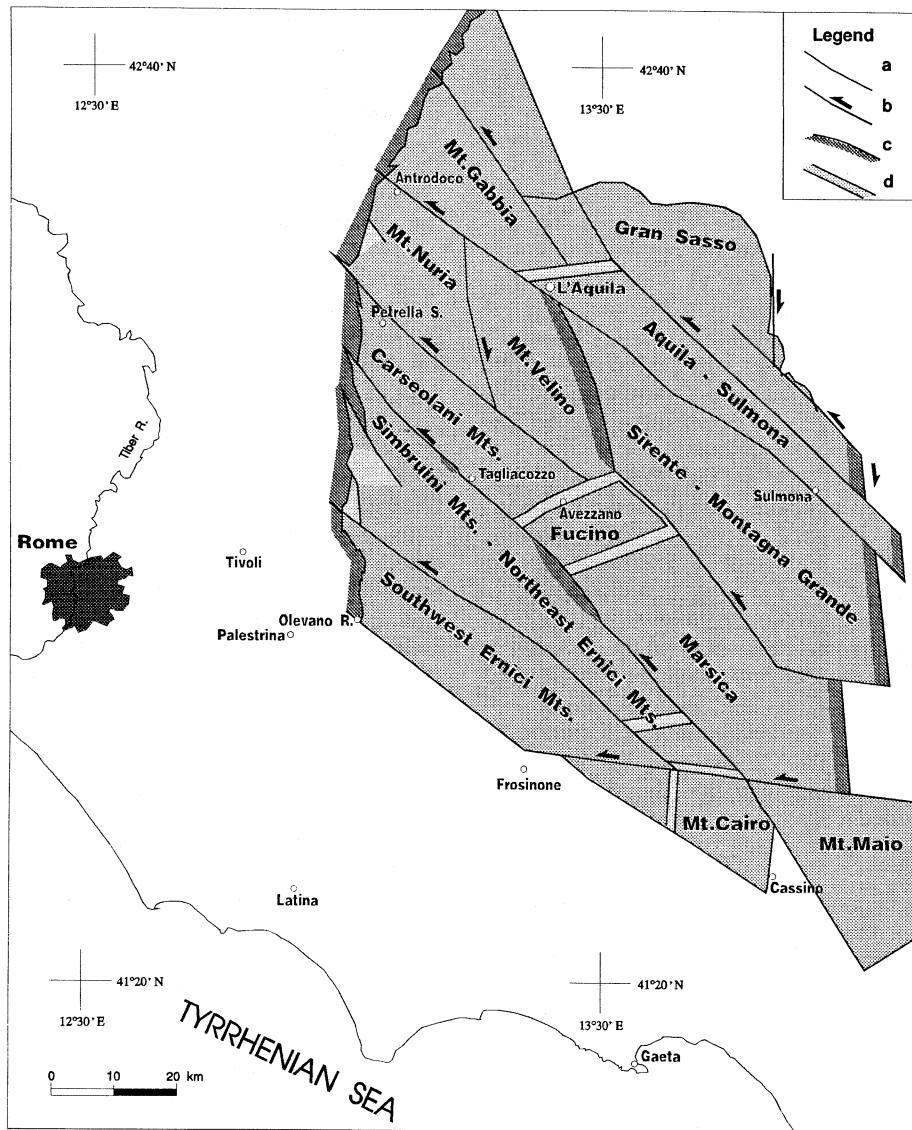 Legend
a
b
c
d
42°40' N
12°30' E
42°40' N
13°30' E
Mt.Gabbia
Antrodoco
Gran Sasso
Mt.Nuria
L'Aquila
Petrella S.
Aquila - Sulmona
Mt.Velino
Carseolani Mts.
Tiber R.
Simbruini Mts. - Northeast Ernici Mts.
Sirente - Montagna Grande
Tagliacozzo
Sulmona
Avezzano
Fucino
Rome
Tivoli
Southwest Ernici Mts.
Olevano R.
Palestrina
Marsica
Frosinone
Mt.Cairo
Mt.Maio
Cassino
Latina
41°20' N
12°30' E
41°20' N
13°30' E
TYRRHENIAN SEA
Gaeta
0 10 20 km